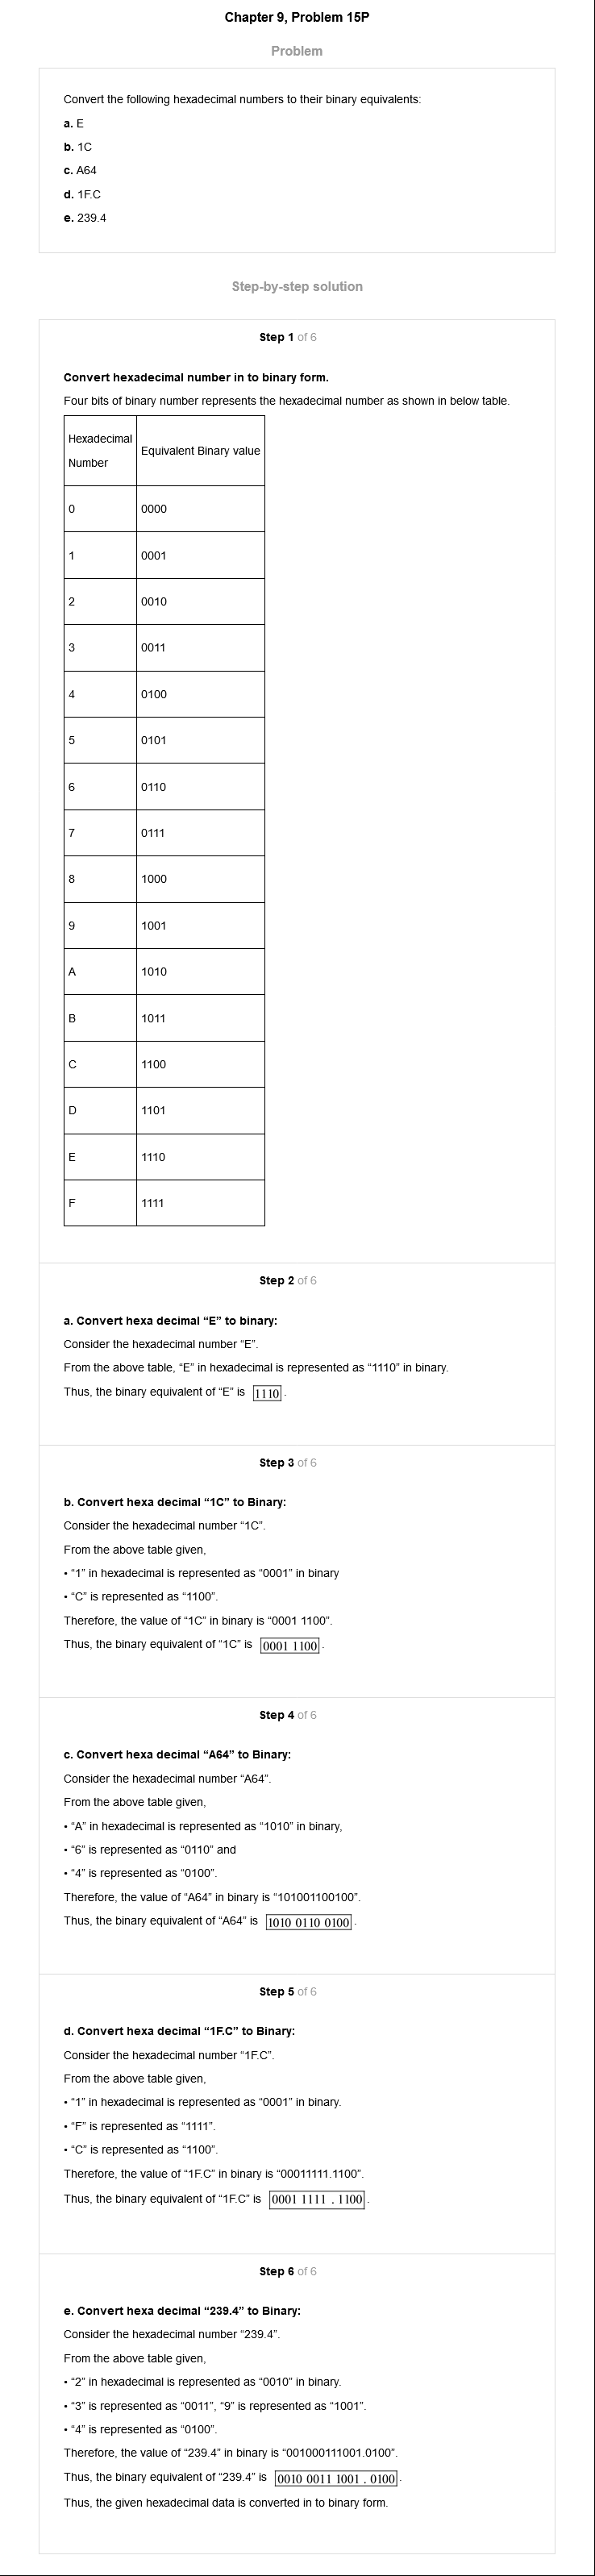 Chapter 9, Problem 15P
Problem
Convert the following hexadecimal numbers to their binary equivalents:
a. E
b. 1C
c. A64
d. 1F.C
e. 239.4
Step-by-step solution
Step 1 of 6
Convert hexadecimal number in to binary form.
Four bits of binary number represents the hexadecimal number as shown in below table.
Hexadecimal
Number
Equivalent Binary value
0 0000
1 0001
2 0010
3 0011
4 0100
5 0101
6 0110
7 0111
8 1000
9 1001
A 1010
B 1011
C 1100
D 1101
E 1110
F 1111
Step 2 of 6
a. Convert hexa decimal “E” to binary:
Consider the hexadecimal number “E”.
From the above table, “E” in hexadecimal is represented as “1110” in binary.
Thus, the binary equivalent of “E” is 1110.
Step 3 of 6
b. Convert hexa decimal “1C” to Binary:
Consider the hexadecimal number “1C”.
From the above table given,
• “1” in hexadecimal is represented as “0001” in binary
• “C” is represented as “1100”.
Therefore, the value of “1C” in binary is “0001 1100”.
Thus, the binary equivalent of “1C” is 0001 1100.
Step 4 of 6
c. Convert hexa decimal “A64” to Binary:
Consider the hexadecimal number “A64”.
From the above table given,
• “A” in hexadecimal is represented as “1010” in binary,
• “6” is represented as “0110” and
• “4” is represented as “0100”.
Therefore, the value of “A64” in binary is “101001100100”.
Thus, the binary equivalent of “A64” is 1010 0110 0100.
Step 5 of 6
d. Convert hexa decimal “1F.C” to Binary:
Consider the hexadecimal number “1F.C”.
From the above table given,
• “1” in hexadecimal is represented as “0001” in binary.
• “F” is represented as “1111”.
• “C” is represented as “1100”.
Therefore, the value of “1F.C” in binary is “00011111.1100”.
Thus, the binary equivalent of “1F.C” is 0001 1111 . 1100.
Step 6 of 6
e. Convert hexa decimal “239.4” to Binary:
Consider the hexadecimal number “239.4”.
From the above table given,
• “2” in hexadecimal is represented as “0010” in binary.
• “3” is represented as “0011”, “9” is represented as “1001”.
• “4” is represented as “0100”.
Therefore, the value of “239.4” in binary is “001000111001.0100”.
Thus, the binary equivalent of “239.4” is 0010 0011 1001 . 0100.
Thus, the given hexadecimal data is converted in to binary form.